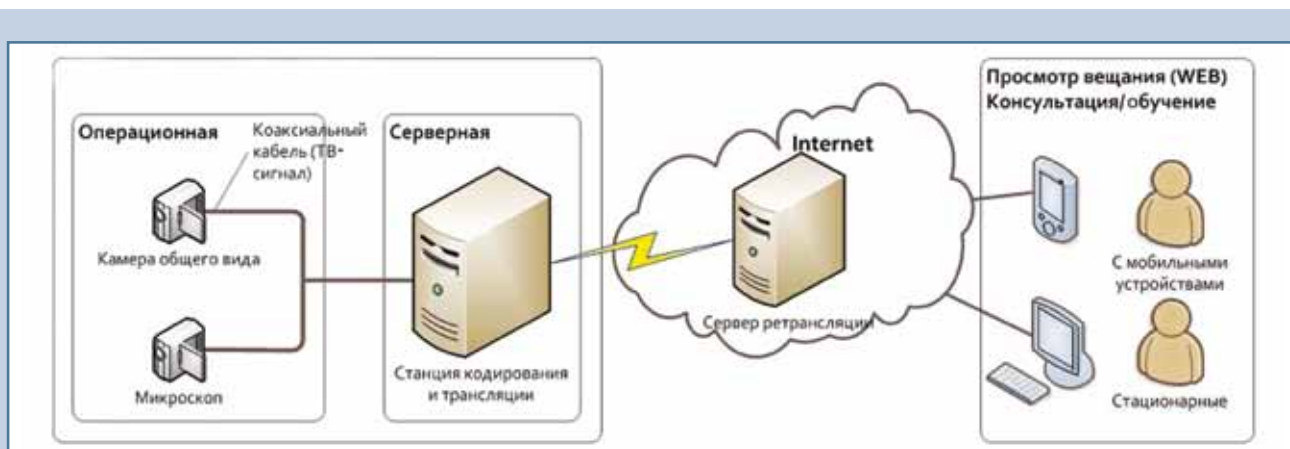 Операционная
Коаксиальный
кабель (ТВ-
сигнал)
Камера общего вида
Микроскоп
Серверная
Станция кодирования
и трансляции
Internet
Сервер ретрансляции
Просмотр вещания (WEB)
Консультация/обучение
С мобильными
устройствами
Стационарные